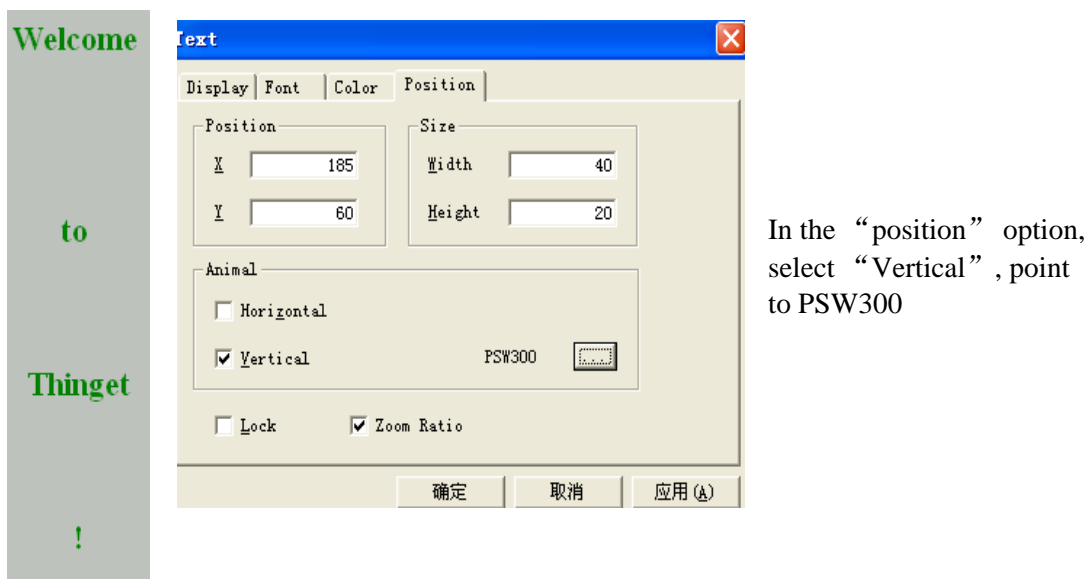 Welcome
to
Thinget
!
Text
Display Font Color Position
Position
X 185
Y 60
Size
Width 40
Height 20
Animal
Horizontal
Vertical PSW300 ...
Lock Zoom Ratio
确定 取消 应用(A)
In the “position” option,
select “Vertical”, point
to PSW300